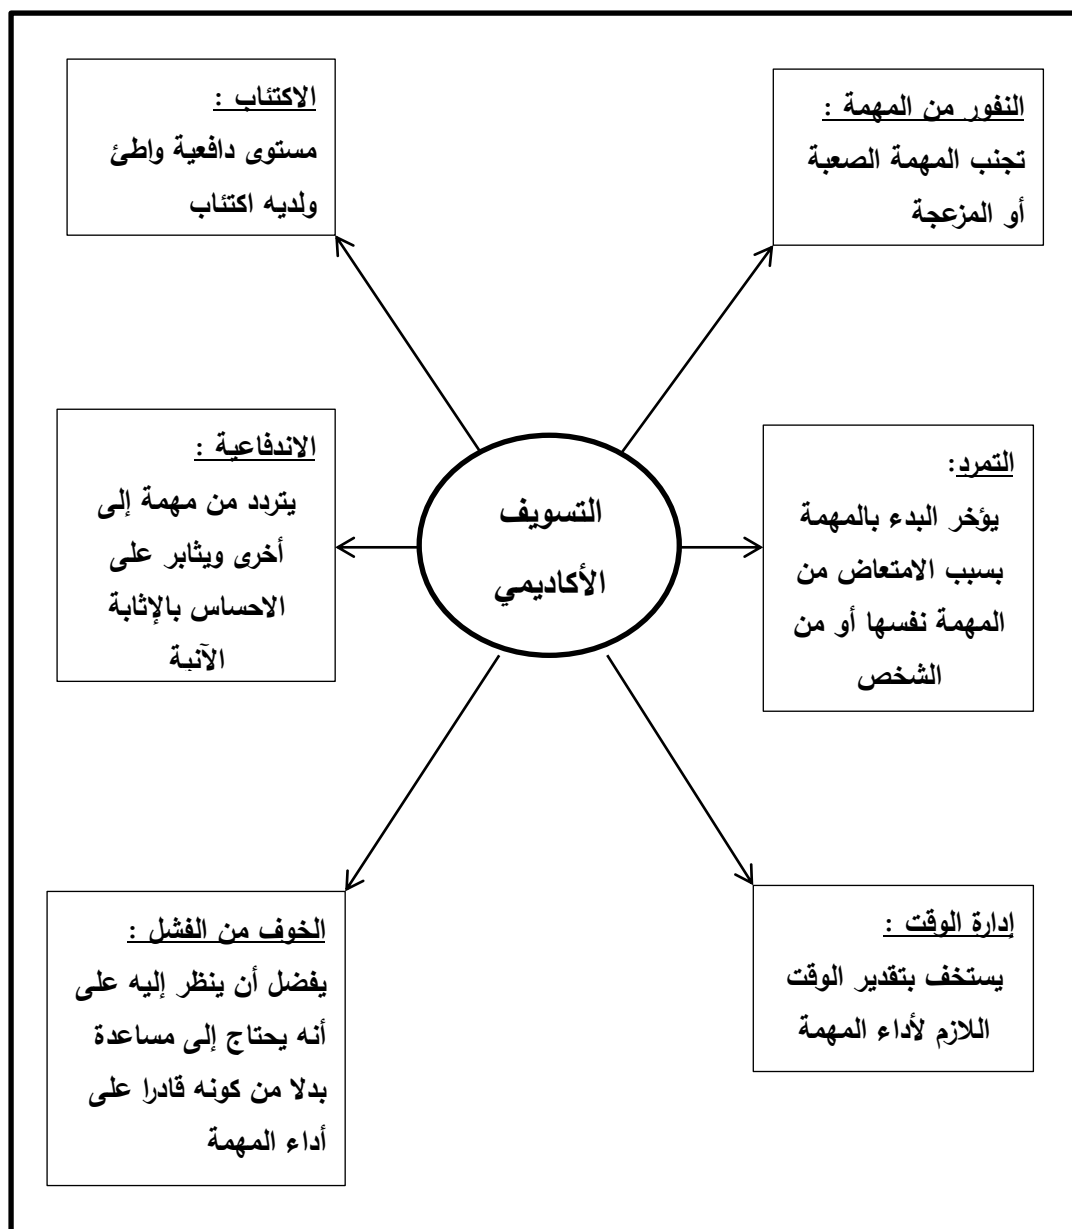 النفور من المهمة :
تجنب المهمة الصعبة
أو المزعجة
الاكتئاب :
مستوى دافعية واطئ
ولديه اكتئاب
التسويف
الأكاديمي
التمرد:
يؤخر البدء بالمهمة
بسبب الامتعاض من
المهمة نفسها أو من
الشخص
الاندفاعية :
يتردد من مهمة إلى
أخرى ويثابر على
الاحساس بالإثابة
الآنية
إدارة الوقت :
يستخف بتقدير الوقت
اللازم لأداء المهمة
الخوف من الفشل :
يفضل أن ينظر إليه على
أنه يحتاج إلى مساعدة
بدلا من كونه قادرا على
أداء المهمة